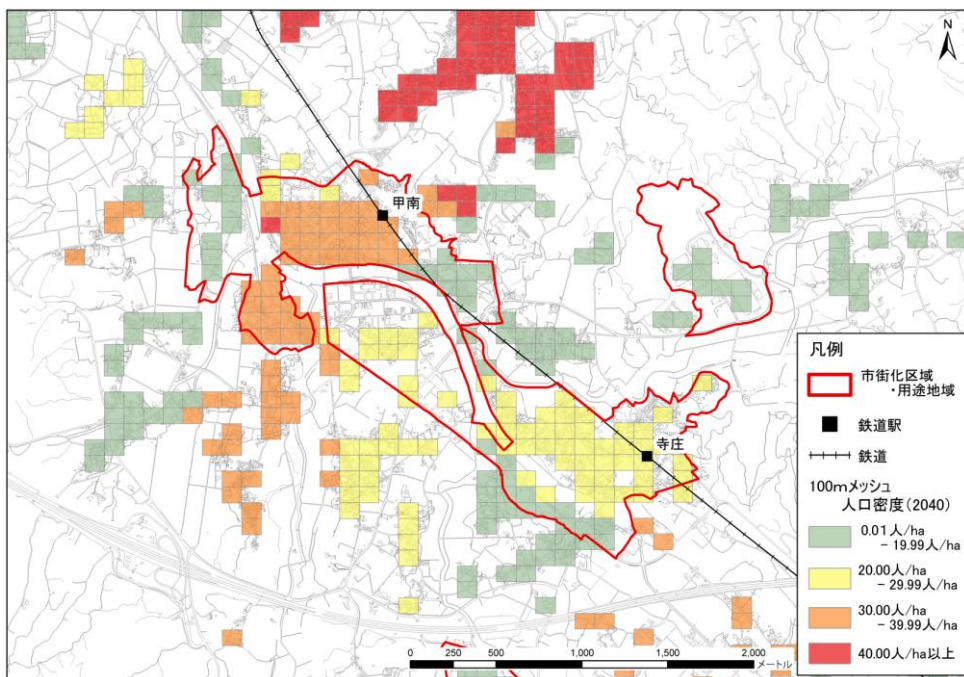 N
甲南
寺庄
凡例
市街化区域
・用途地域
鉄道駅
鉄道
100mメッシュ
人口密度(2040)
0.01人/ha
- 19.99人/ha
20.00人/ha
- 29.99人/ha
30.00人/ha
- 39.99人/ha
40.00人/ha以上
0 250 500 1,000 1,500 2,000
メートル